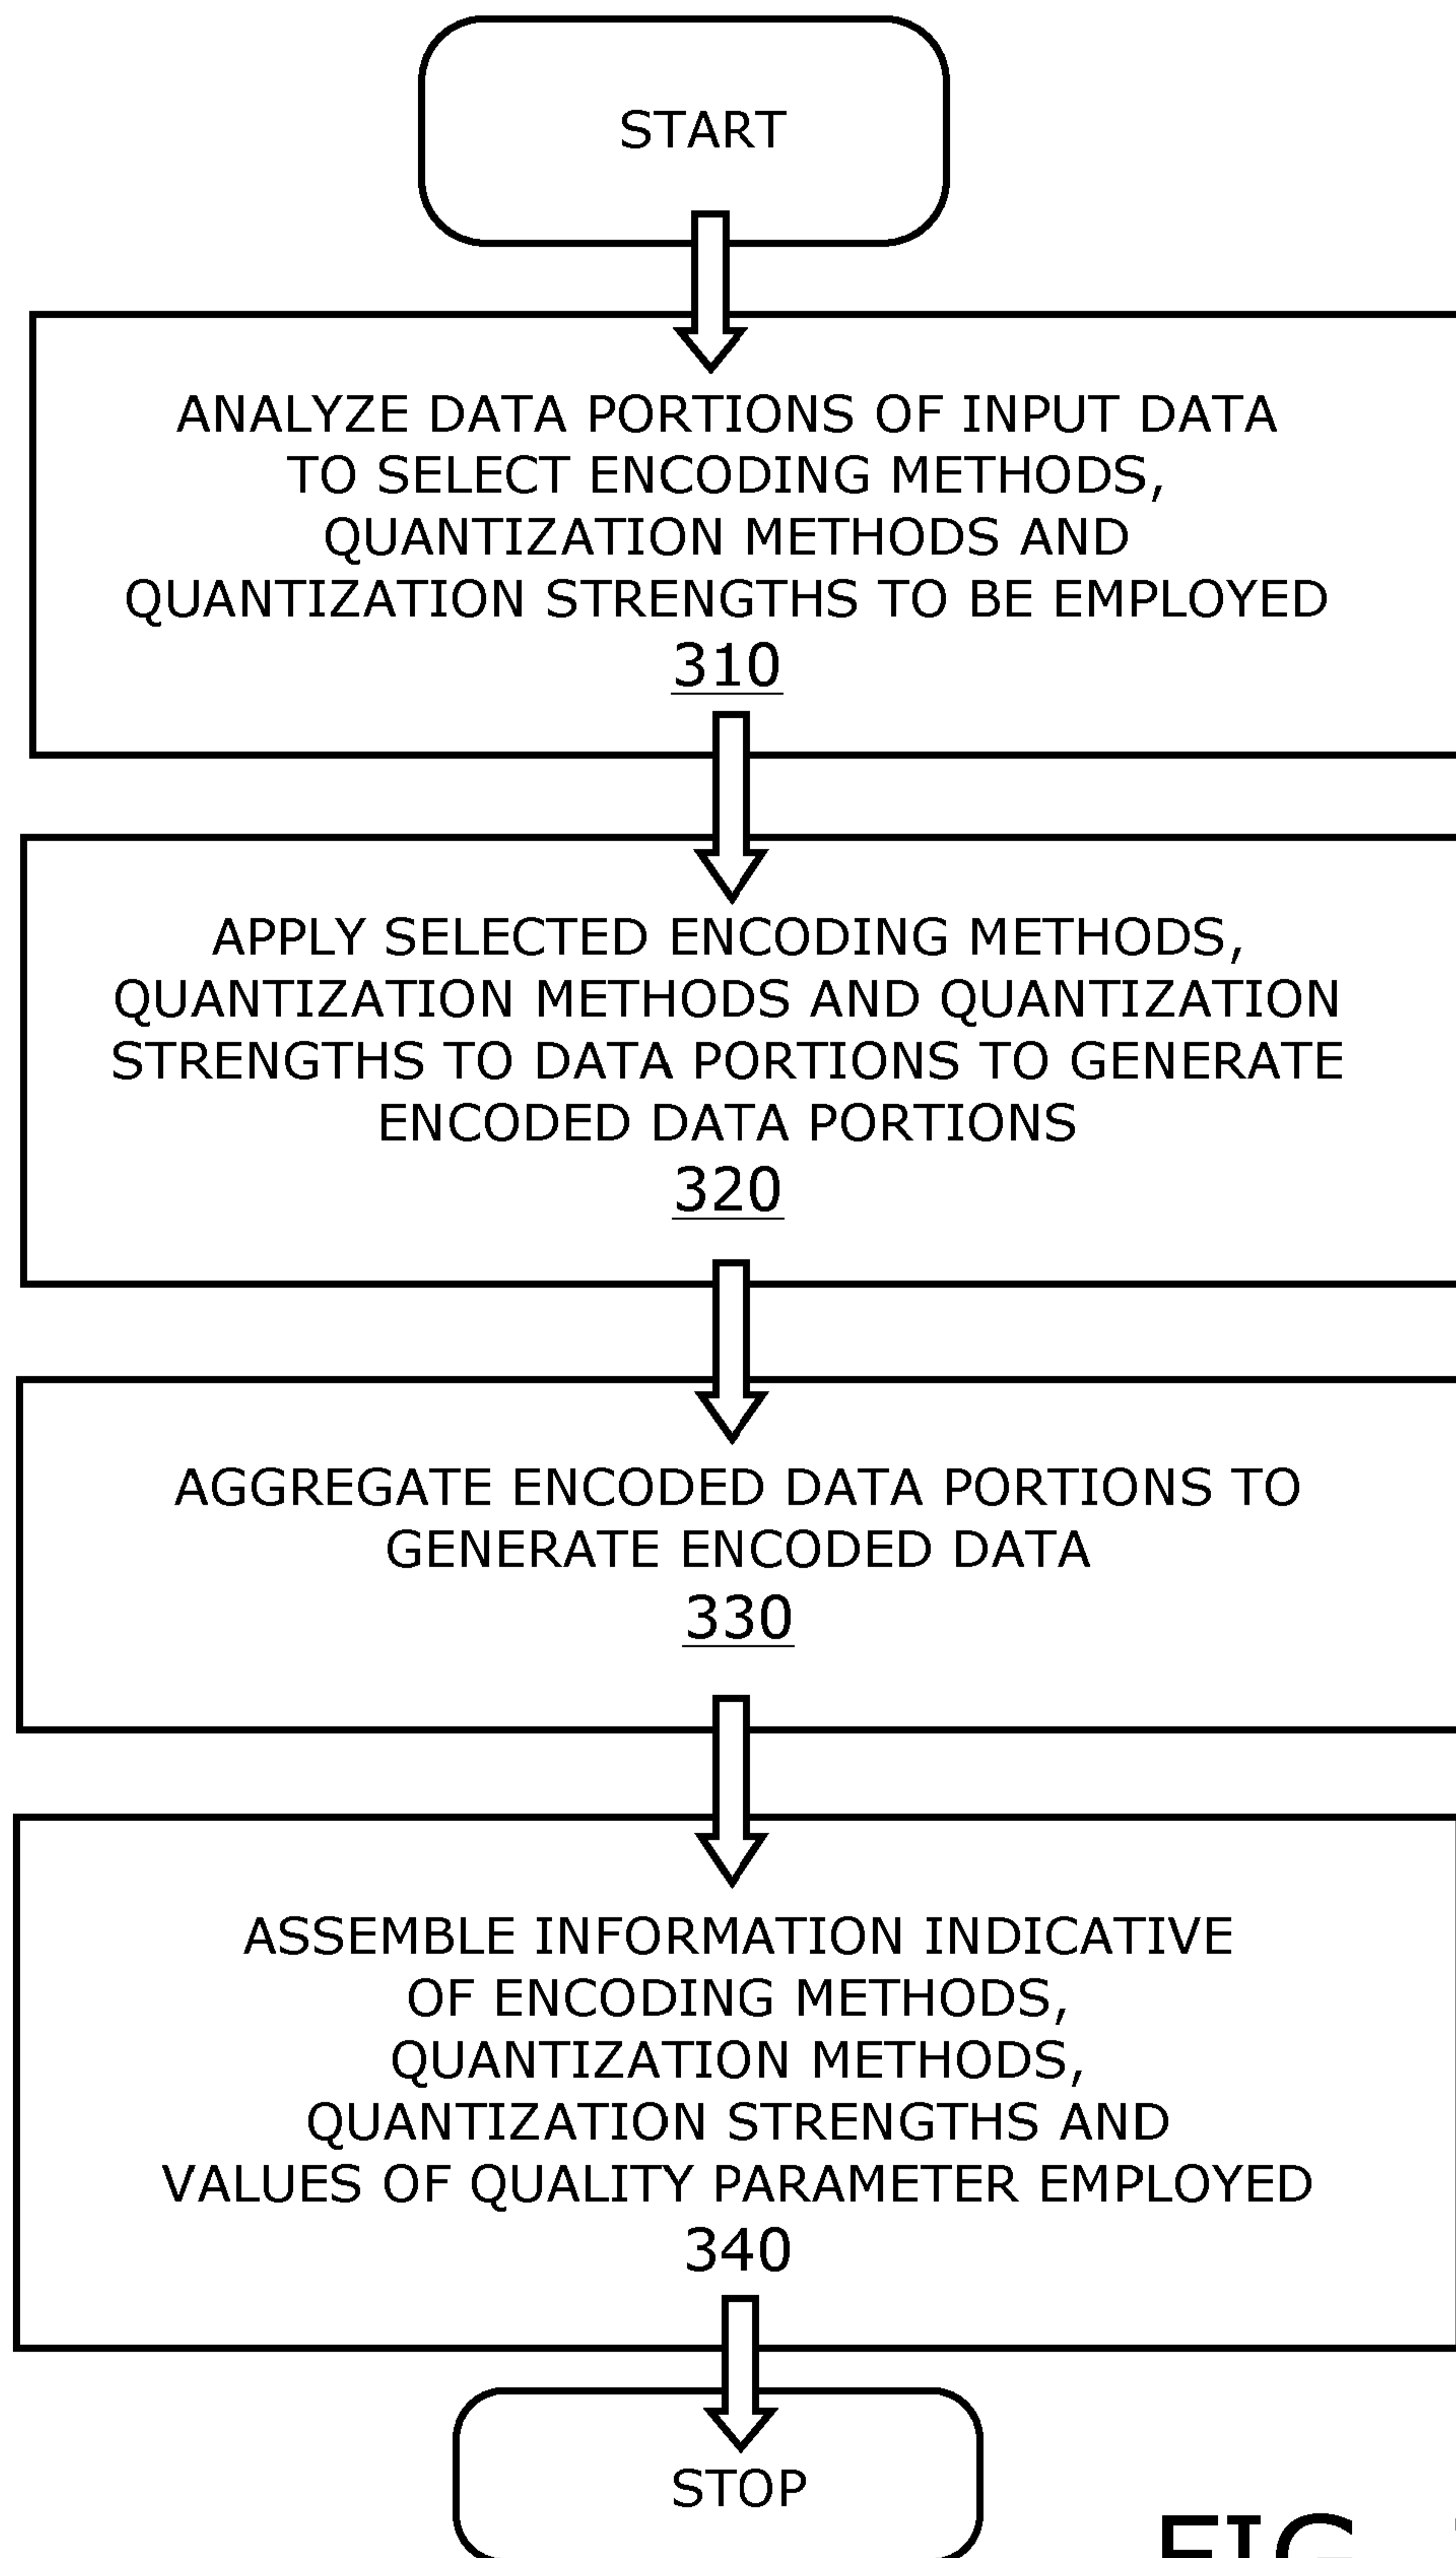 START
ANALYZE DATA PORTIONS OF INPUT DATA
TO SELECT ENCODING METHODS,
QUANTIZATION METHODS AND
QUANTIZATION STRENGTHS TO BE EMPLOYED
310
APPLY SELECTED ENCODING METHODS,
QUANTIZATION METHODS AND QUANTIZATION
STRENGTHS TO DATA PORTIONS TO GENERATE
ENCODED DATA PORTIONS
320
AGGREGATE ENCODED DATA PORTIONS TO
GENERATE ENCODED DATA
330
ASSEMBLE INFORMATION INDICATIVE
OF ENCODING METHODS,
QUANTIZATION METHODS,
QUANTIZATION STRENGTHS AND
VALUES OF QUALITY PARAMETER EMPLOYED
340
STOP
FIG.